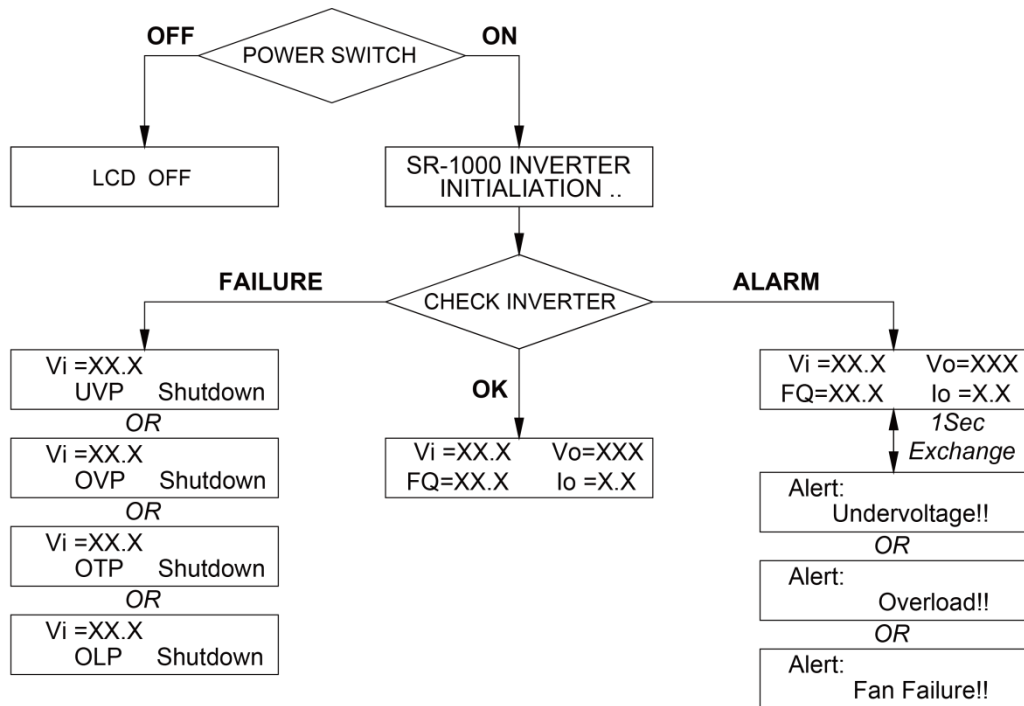 OFF
POWER SWITCH
ON
LCD OFF
SR-1000 INVERTER
INITIALIATION ..
FAILURE
CHECK INVERTER
ALARM
OK
Vi =XX.X
UVP Shutdown
OR
Vi =XX.X
OVP Shutdown
OR
Vi =XX.X
OTP Shutdown
OR
Vi =XX.X
OLP Shutdown
Vi =XX.X Vo=XXX
FQ=XX.X Io =X.X
Vi =XX.X Vo=XXX
FQ=XX.X Io =X.X
1Sec
Exchange
Alert:
Undervoltage!!
OR
Alert:
Overload!!
OR
Alert:
Fan Failure!!